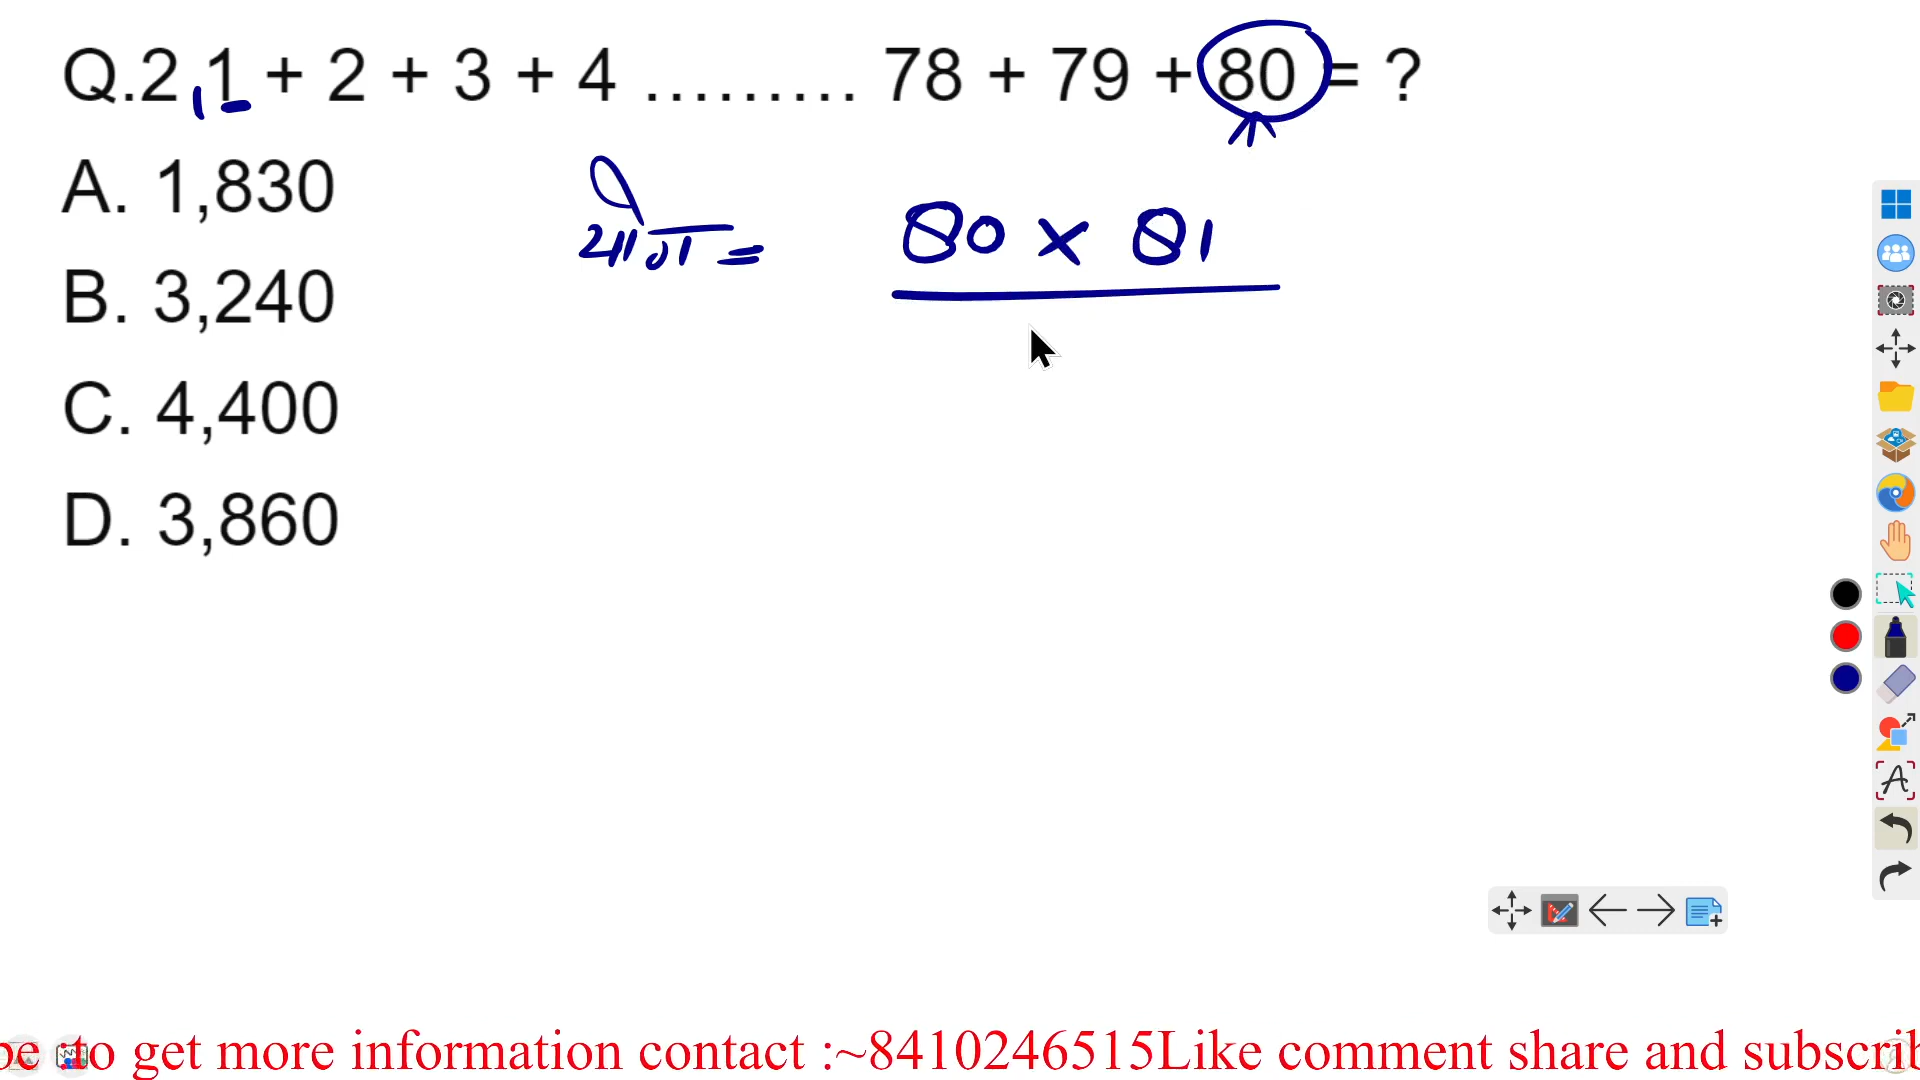 Q.2 1 + 2 + 3 + 4 ......... 78 + 79 + 80 = ?
A. 1,830
80 × 81
B. 3,240
C. 4,400
D. 3,860
to get more information contact :~8410246515Like comment share and subscrib